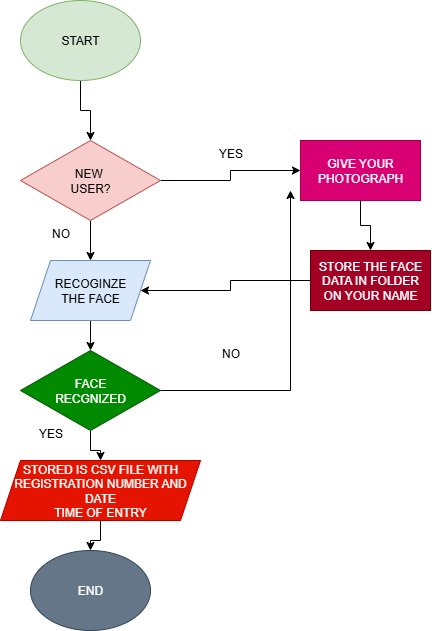 START
YES
NEW
USER?
GIVE YOUR
PHOTOGRAPH
NO
RECOGINZE
THE FACE
STORE THE FACE
DATA IN FOLDER
ON YOUR NAME
NO
FACE
RECGNIZED
YES
STORED IS CSV FILE WITH
REGISTRATION NUMBER AND
DATE
TIME OF ENTRY
END